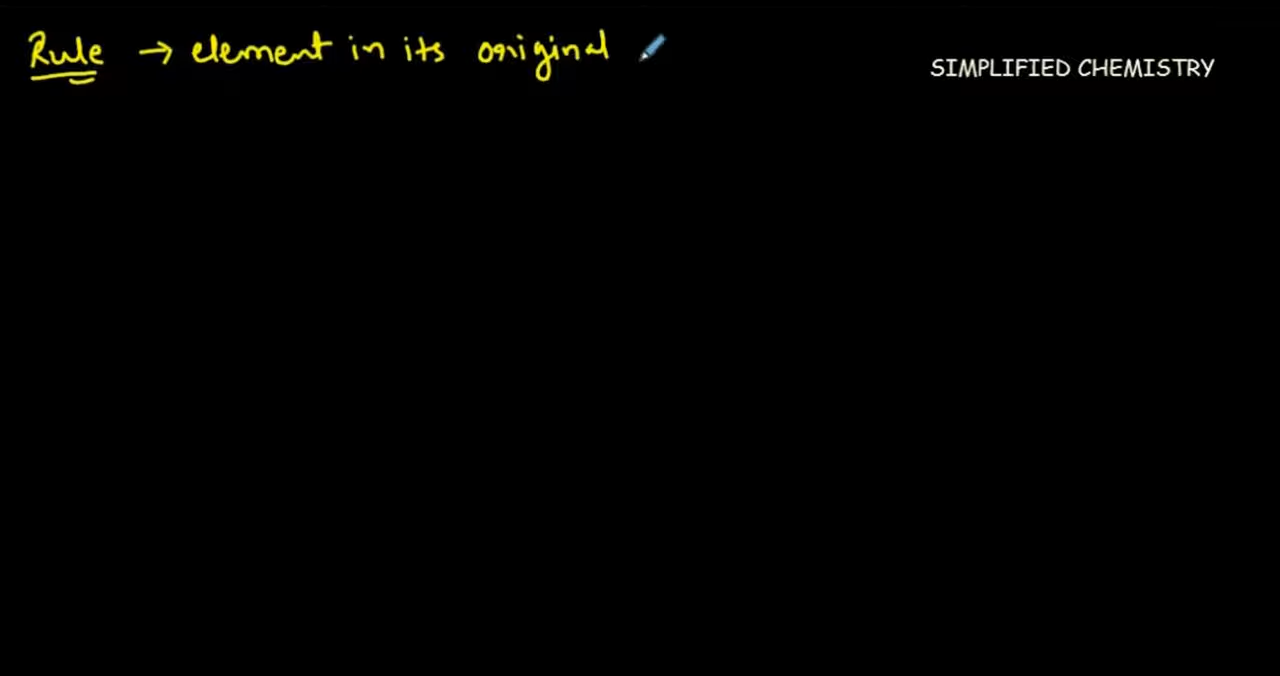 Rule → element in its original
SIMPLIFIED CHEMISTRY